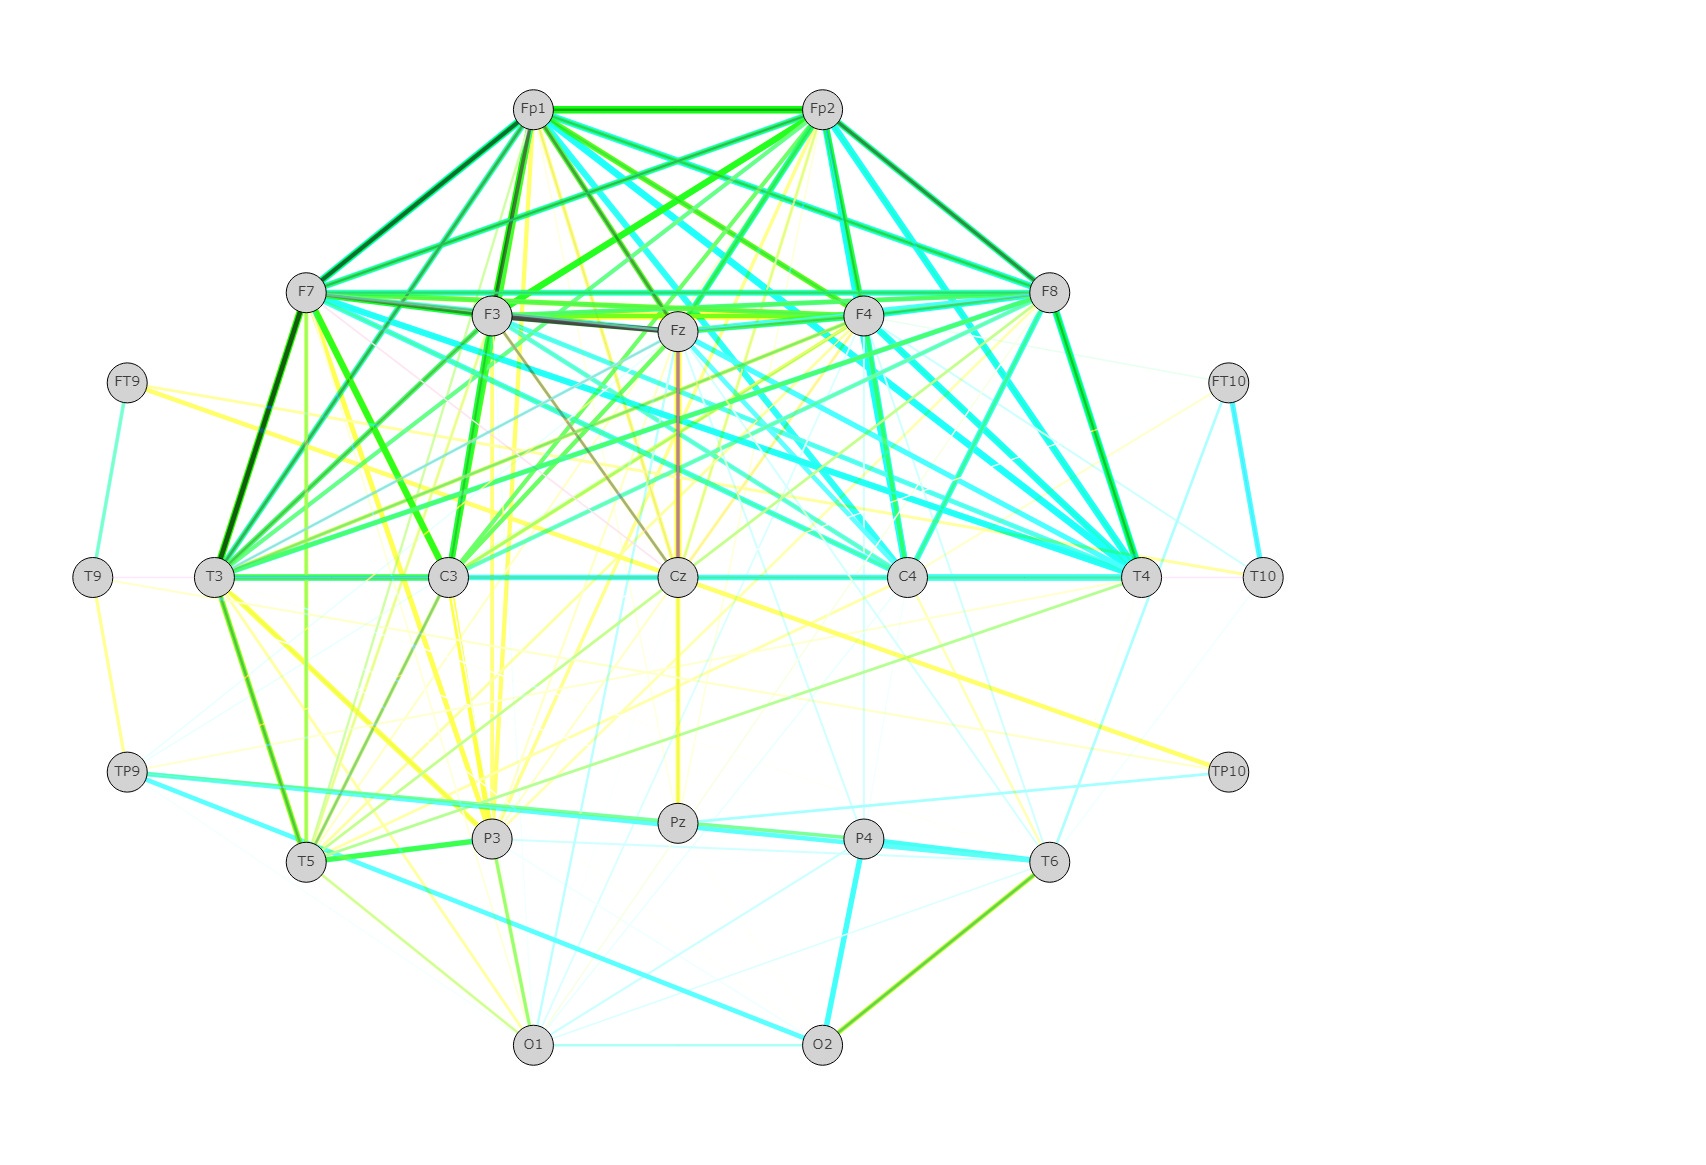 Fp1 Fp2
F7 F8
F3 Fz F4
FT9 FT10
T9 T3 C3 Cz C4 T4 T10
TP9 TP10
Pz
P3 P4
T5 T6
O1 O2